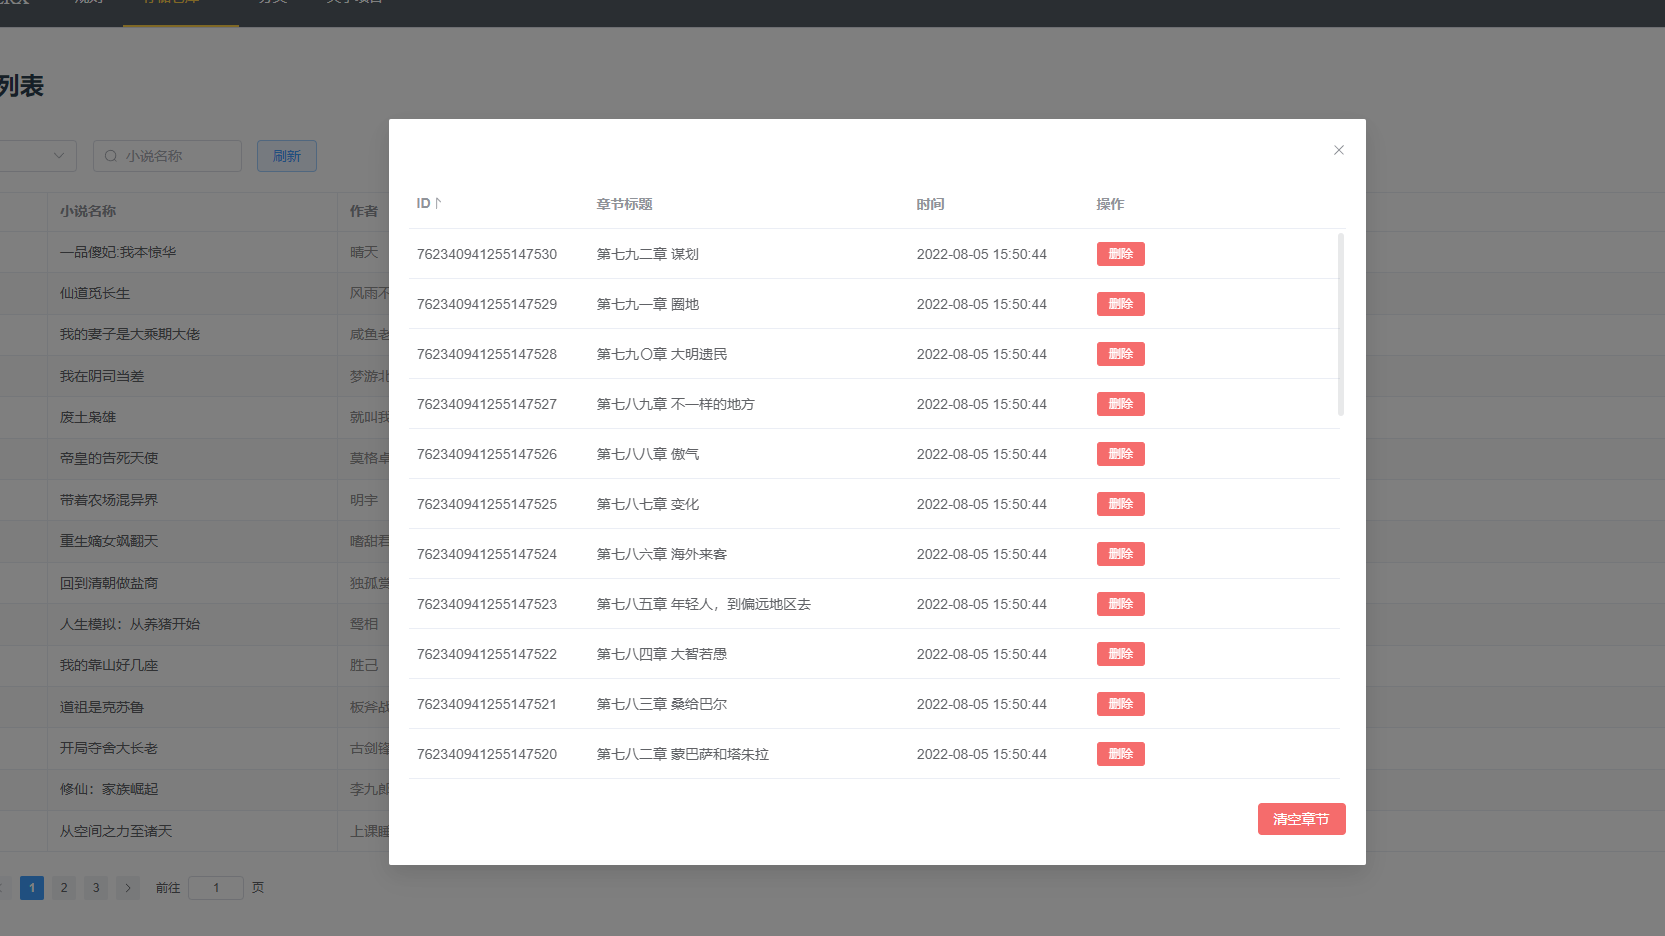 列表
小说名称
刷新
小说名称 作者
一品傻妃:我本惊华 晴天
仙道觅长生 风雨不
我的妻子是大乘期大佬 咸鱼老
我在阴司当差 梦游北
废土枭雄 就叫我
帝皇的告死天使 莫格卓
带着农场混异界 明宇
重生嫡女飒翻天 嗜甜君
回到清朝做盐商 独孤
人生模拟：从养猪开始 鸳相
我的靠山好几座 胜己
道祖是克苏鲁 板斧战
开局夺舍大长老 古剑锋
修仙：家族崛起 李九郎
从空间之力至诸天 上课睡
1 2 3 前往 1 页
ID 章节标题 时间 操作
762340941255147530 第七九二章 谋划 2022-08-05 15:50:44 删除
762340941255147529 第七九一章 圈地 2022-08-05 15:50:44 删除
762340941255147528 第七九〇章 大明遗民 2022-08-05 15:50:44 删除
762340941255147527 第七八九章 不一样的地方 2022-08-05 15:50:44 删除
762340941255147526 第七八八章 傲气 2022-08-05 15:50:44 删除
762340941255147525 第七八七章 变化 2022-08-05 15:50:44 删除
762340941255147524 第七八六章 海外来客 2022-08-05 15:50:44 删除
762340941255147523 第七八五章 年轻人，到偏远地区去 2022-08-05 15:50:44 删除
762340941255147522 第七八四章 大智若愚 2022-08-05 15:50:44 删除
762340941255147521 第七八三章 桑给巴尔 2022-08-05 15:50:44 删除
762340941255147520 第七八二章 蒙巴萨和塔朱拉 2022-08-05 15:50:44 删除
清空章节